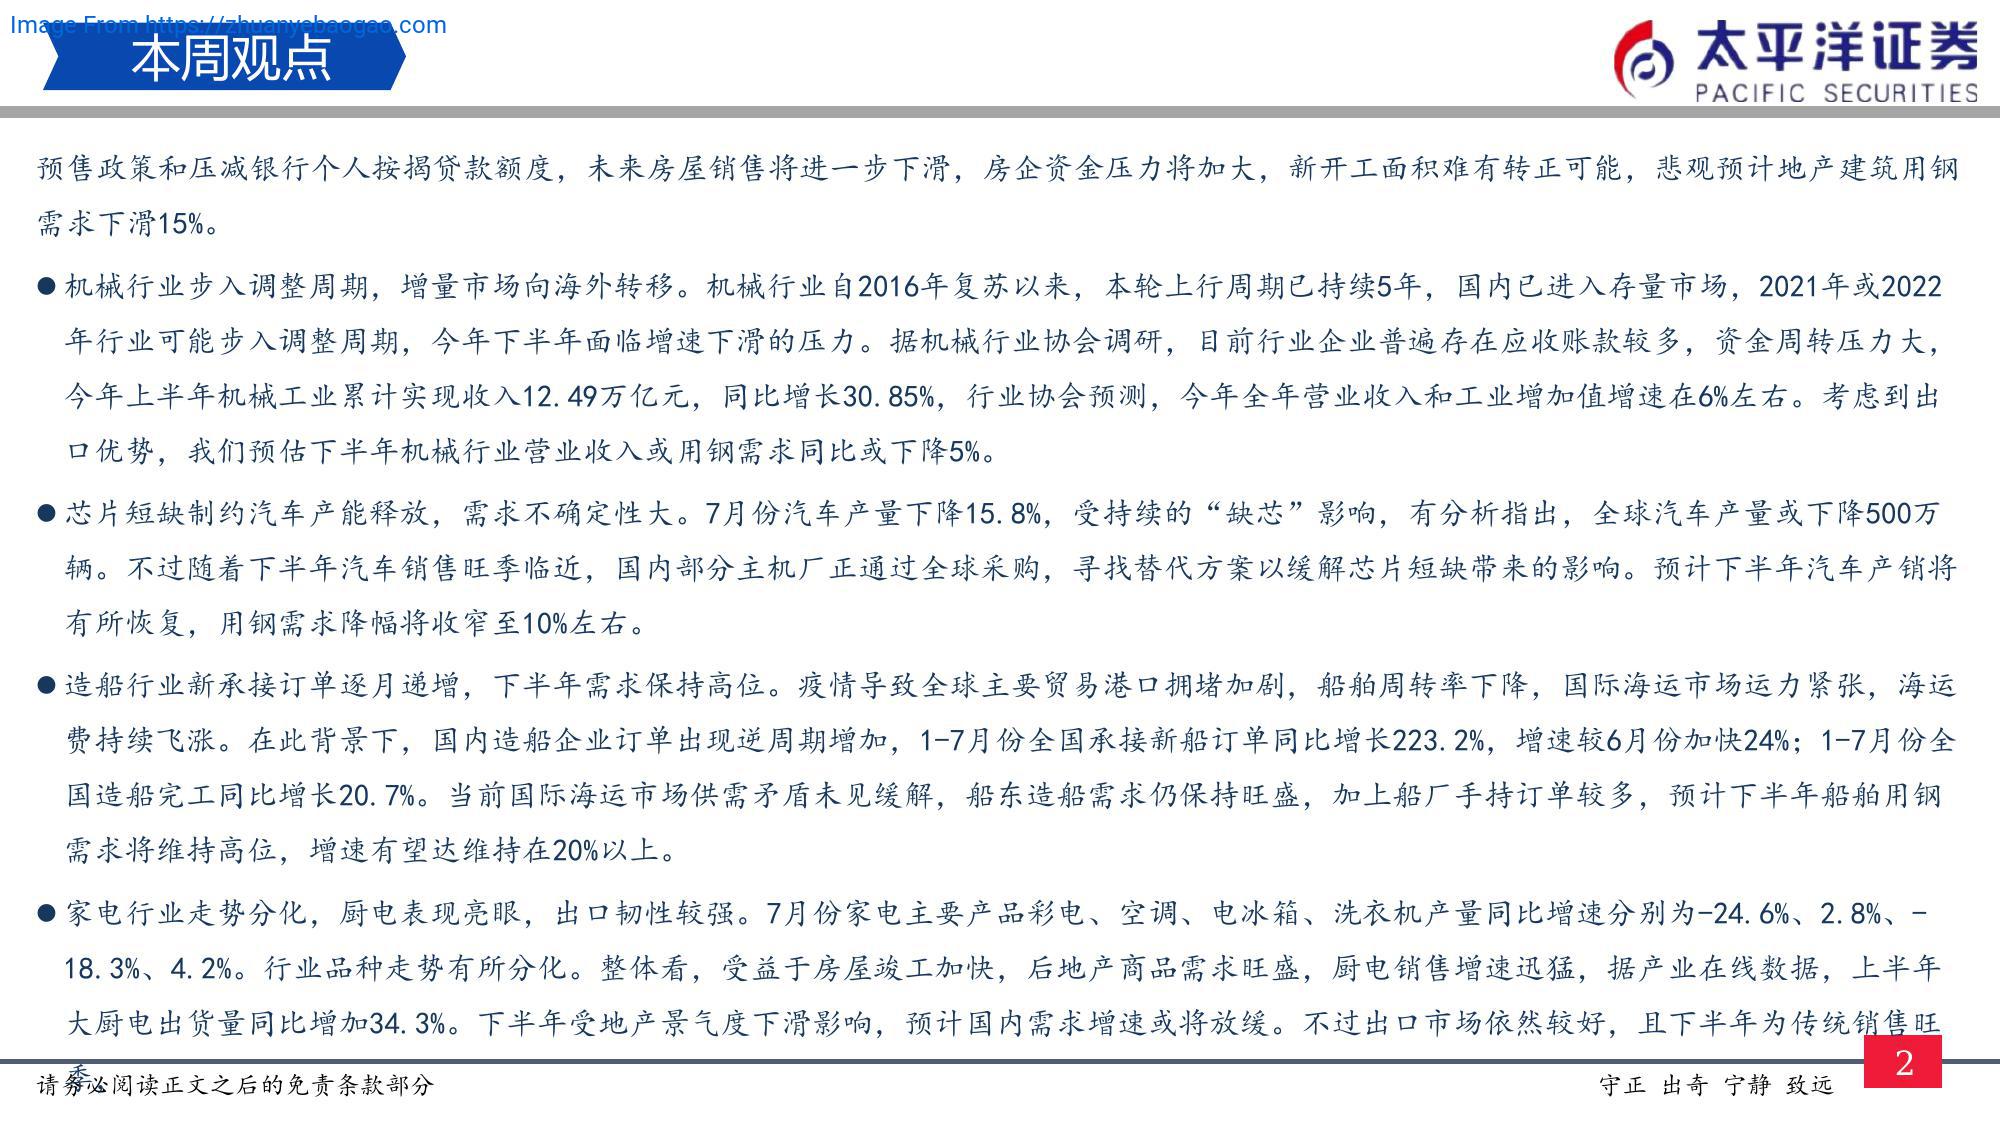 Image From https://zhuanyebaogao.com
本周观点
太平洋证券
PACIFIC SECURITIES
预售政策和压减银行个人按揭贷款额度，未来房屋销售将进一步下滑，房企资金压力将加大，新开工面积难有转正可能，悲观预计地产建筑用钢
需求下滑15%。
●机械行业步入调整周期，增量市场向海外转移。机械行业自2016年复苏以来，本轮上行周期已持续5年，国内已进入存量市场，2021年或2022
年行业可能步入调整周期，今年下半年面临增速下滑的压力。据机械行业协会调研，目前行业企业普遍存在应收账款较多，资金周转压力大，
今年上半年机械工业累计实现收入12.49万亿元，同比增长30.85%，行业协会预测，今年全年营业收入和工业增加值增速在6%左右。考虑到出
口优势，我们预估下半年机械行业营业收入或用钢需求同比或下降5%。
●芯片短缺制约汽车产能释放，需求不确定性大。7月份汽车产量下降15.8%，受持续的“缺芯”影响，有分析指出，全球汽车产量或下降500万
辆。不过随着下半年汽车销售旺季临近，国内部分主机厂正通过全球采购，寻找替代方案以缓解芯片短缺带来的影响。预计下半年汽车产销将
有所恢复，用钢需求降幅将收窄至10%左右。
●造船行业新承接订单逐月递增，下半年需求保持高位。疫情导致全球主要贸易港口拥堵加剧，船舶周转率下降，国际海运市场运力紧张，海运
费持续飞涨。在此背景下，国内造船企业订单出现逆周期增加，1-7月份全国承接新船订单同比增长223.2%，增速较6月份加快24%；1-7月份全
国造船完工同比增长20.7%。当前国际海运市场供需矛盾未见缓解，船东造船需求仍保持旺盛，加上船厂手持订单较多，预计下半年船舶用钢
需求将维持高位，增速有望达维持在20%以上。
●家电行业走势分化，厨电表现亮眼，出口韧性较强。7月份家电主要产品彩电、空调、电冰箱、洗衣机产量同比增速分别为-24.6%、2.8%、-
18.3%、4.2%。行业品种走势有所分化。整体看，受益于房屋竣工加快，后地产商品需求旺盛，厨电销售增速迅猛，据产业在线数据，上半年
大厨电出货量同比增加34.3%。下半年受地产景气度下滑影响，预计国内需求增速或将放缓。不过出口市场依然较好，且下半年为传统销售旺
季，
请务必阅读正文之后的免责条款部分
守正 出奇 宁静 致远
2